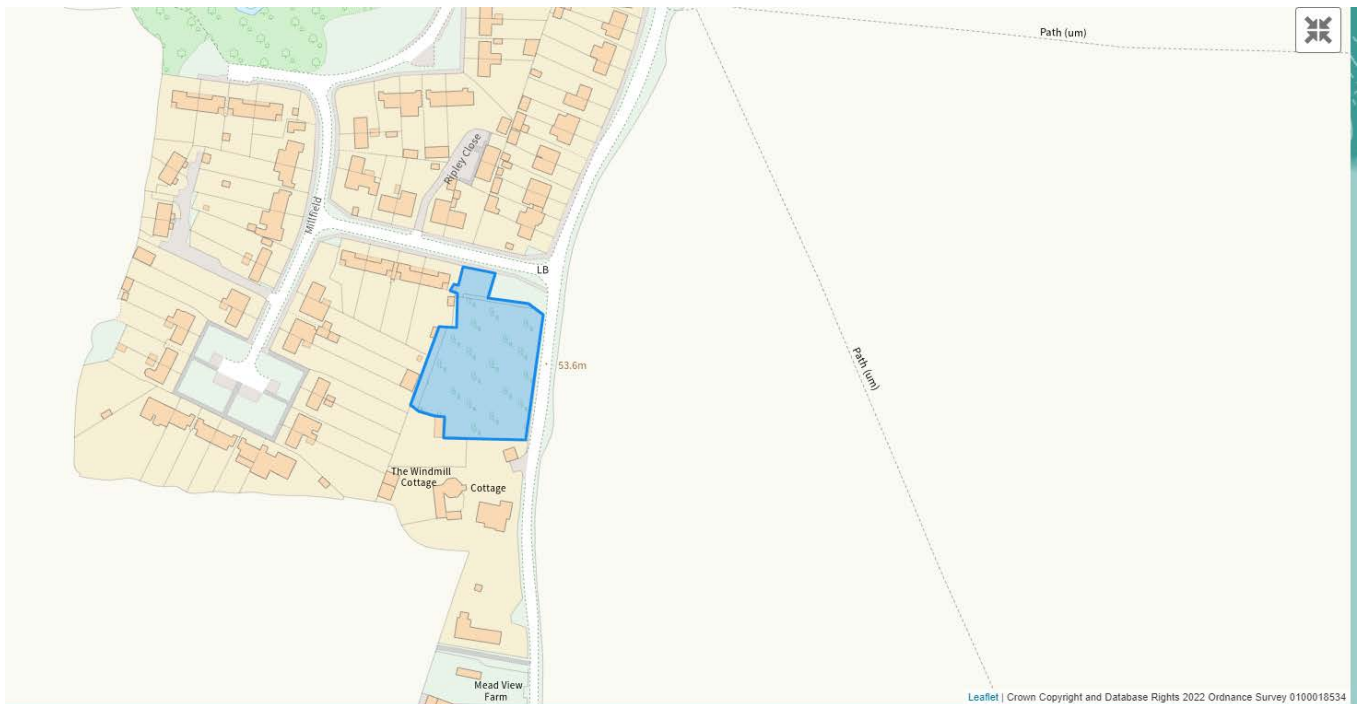 Path (um)
Ripley Close
Millfield
LB
53.6m
Path (um)
The Windmill
Cottage
Cottage
Mead View
Farm
Leaflet | Crown Copyright and Database Rights 2022 Ordnance Survey 0100018534